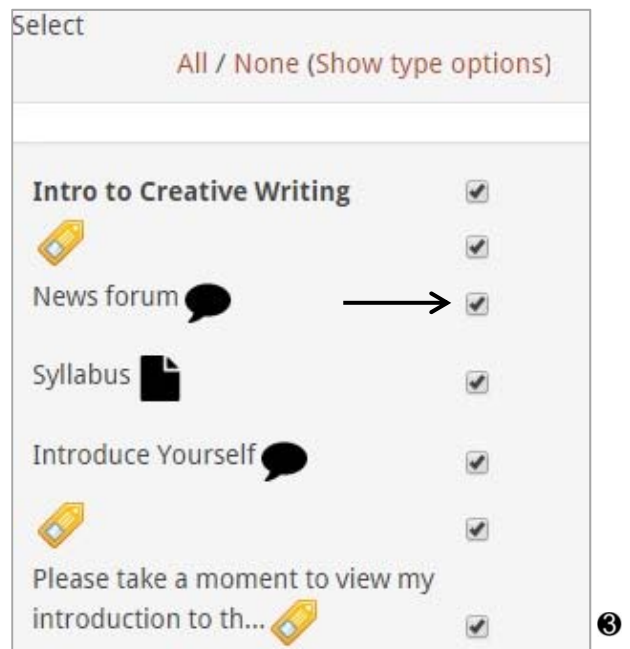 Select
All / None (Show type options)
Intro to Creative Writing
News forum
Syllabus
Introduce Yourself
Please take a moment to view my
introduction to th...
❸